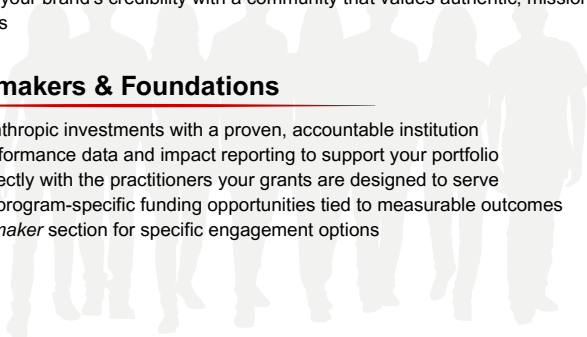 your brand's credibility with a community that values authentic, mission
s
makers & Foundations
nthropic investments with a proven, accountable institution
formance data and impact reporting to support your portfolio
ectly with the practitioners your grants are designed to serve
program-specific funding opportunities tied to measurable outcomes
maker section for specific engagement options